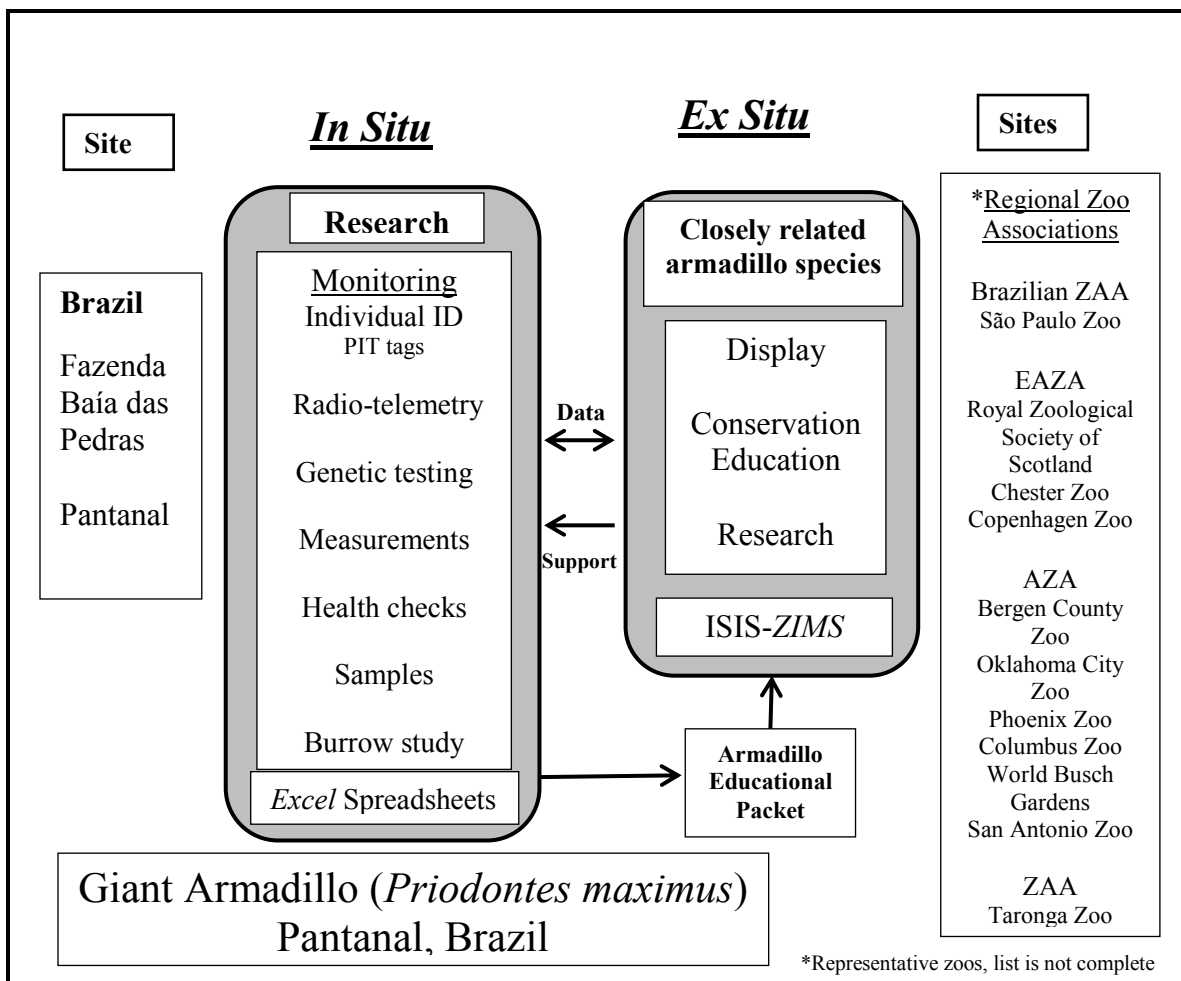 Site
In Situ
Ex Situ
Sites
Brazil
Fazenda
Baía das
Pedras
Pantanal
Research
Monitoring
Individual ID
PIT tags
Radio-telemetry
Genetic testing
Measurements
Health checks
Samples
Burrow study
Excel Spreadsheets
Data
Support
Closely related
armadillo species
Display
Conservation
Education
Research
ISIS-ZIMS
Armadillo
Educational
Packet
*Regional Zoo
Associations
Brazilian ZAA
São Paulo Zoo
EAZA
Royal Zoological
Society of
Scotland
Chester Zoo
Copenhagen Zoo
AZA
Bergen County
Zoo
Oklahoma City
Zoo
Phoenix Zoo
Columbus Zoo
World Busch
Gardens
San Antonio Zoo
ZAA
Taronga Zoo
Giant Armadillo (Priodontes maximus)
Pantanal, Brazil
*Representative zoos, list is not complete